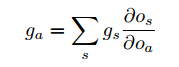 g_a = \sum_s g_s \frac{\partial o_s}{\partial o_a}